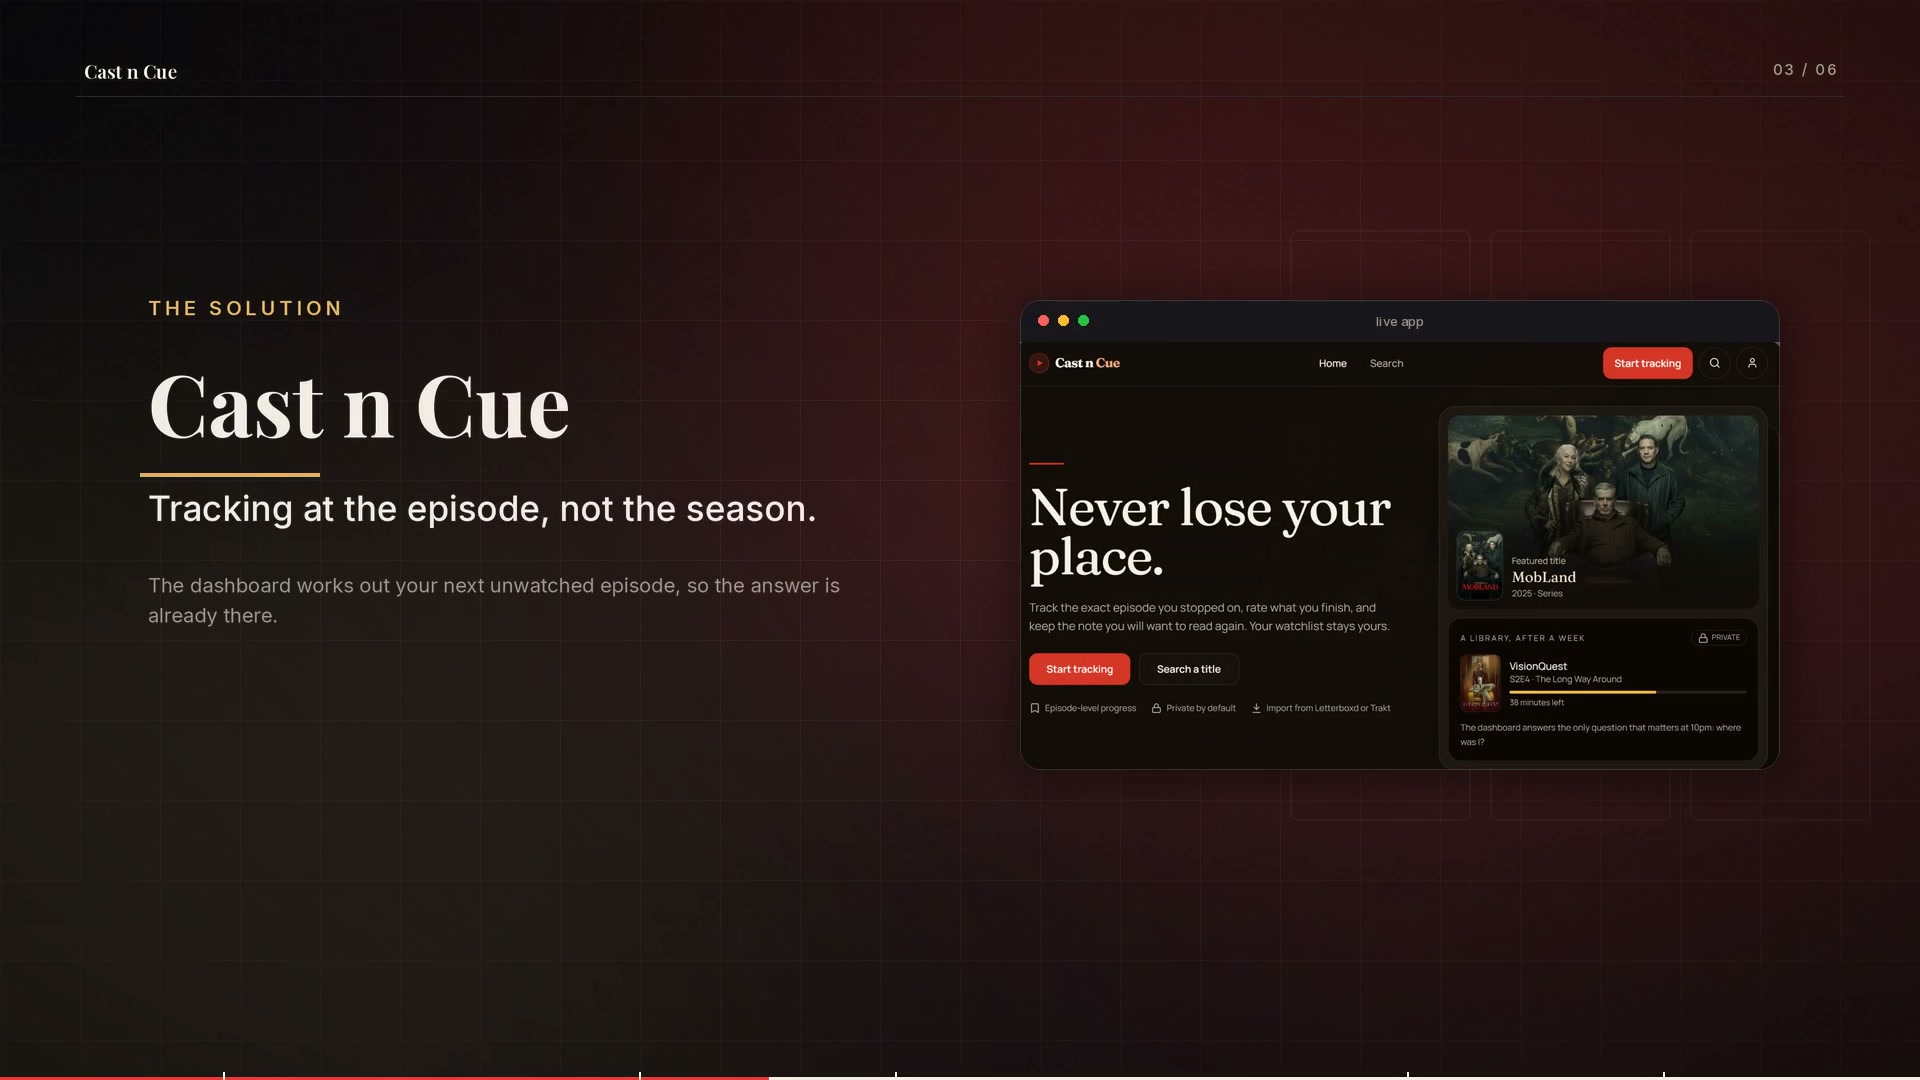 Cast n Cue
03 / 06
THE SOLUTION
Cast n Cue
Tracking at the episode, not the season.
The dashboard works out your next unwatched episode, so the answer is
already there.
live app
Cast n Cue
Home
Search
Start tracking
Never lose your
place.
Track the exact episode you stopped on, rate what you finish, and
keep the note you will want to read again. Your watchlist stays yours.
Start tracking
Search a title
Episode-level progress
Private by default
Import from Letterboxd or Trakt
MOBLAND
Featured title
MobLand
2025 · Series
A LIBRARY, AFTER A WEEK
PRIVATE
VisionQuest
S2E4 · The Long Way Around
38 minutes left
The dashboard answers the only question that matters at 10pm: where
was I?